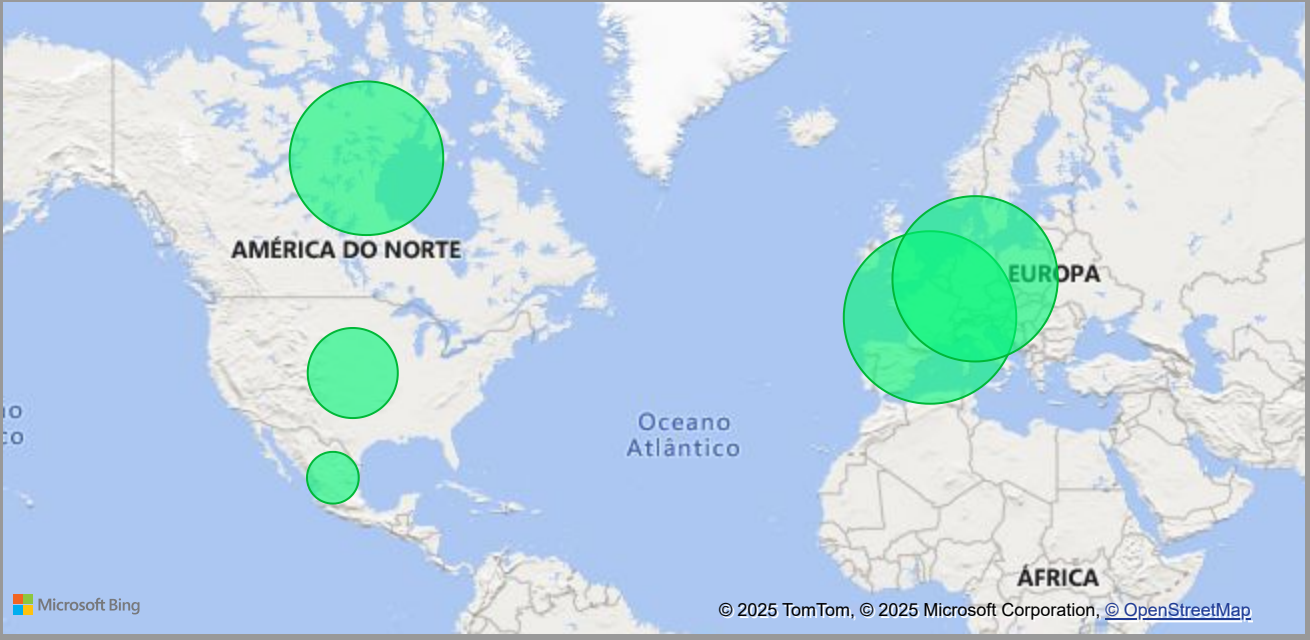 AMÉRICA DO NORTE
EUROPA
Oceano
Atlântico
ÁFRICA
Microsoft Bing
© 2025 TomTom, © 2025 Microsoft Corporation, © OpenStreetMap